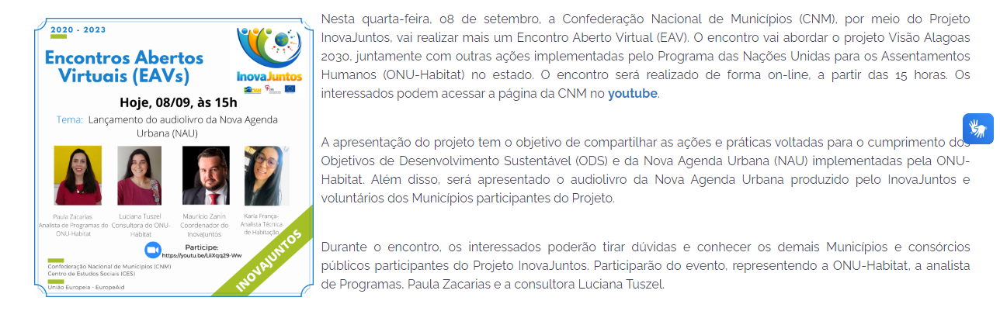 2020 - 2023
Encontros Abertos
Virtuais (EAVs)
InovaJuntos
CNM
Hoje, 08/09, às 15h
Tema: Lançamento do audiolivro da Nova Agenda
Urbana (NAU)
Paula Zacarias
Analista de Programas do
ONU-Habitat
Luciana Tuszel
Consultora do ONU-
Habitat
Maurício Zanin
Coordenador do
Inovajuntos
Karla França-
Analista Técnica
de Habitação
Participe:
https://youtu.be/LiiXqq29-Ww
INOVAJUNTOS
Confederação Nacional de Municípios (CNM)
Centro de Estudos Sociais (CES)
União Europeia - EuropeAid
Nesta quarta-feira, 08 de setembro, a Confederação Nacional de Municípios (CNM), por meio do Projeto
InovaJuntos, vai realizar mais um Encontro Aberto Virtual (EAV). O encontro vai abordar o projeto Visão Alagoas
2030, juntamente com outras ações implementadas pelo Programa das Nações Unidas para os Assentamentos
Humanos (ONU-Habitat) no estado. O encontro será realizado de forma on-line, a partir das 15 horas. Os
interessados podem acessar a página da CNM no youtube.
A apresentação do projeto tem o objetivo de compartilhar as ações e práticas voltadas para o cumprimento dos
Objetivos de Desenvolvimento Sustentável (ODS) e da Nova Agenda Urbana (NAU) implementadas pela ONU-
Habitat. Além disso, será apresentado o audiolivro da Nova Agenda Urbana produzido pelo InovaJuntos e
voluntários dos Municípios participantes do Projeto.
Durante o encontro, os interessados poderão tirar dúvidas e conhecer os demais Municípios e consórcios
públicos participantes do Projeto InovaJuntos. Participarão do evento, representendo a ONU-Habitat, a analista
de Programas, Paula Zacarias e a consultora Luciana Tuszel.